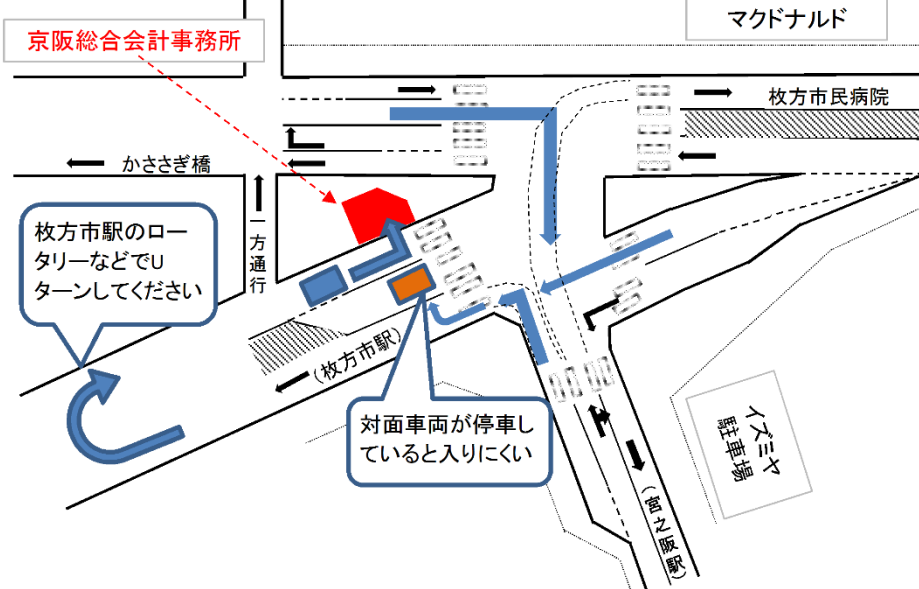 マクドナルド
京阪総合会計事務所
枚方市民病院
かささぎ橋
一方通行
枚方市駅のロー
タリーなどでU
ターンしてください
(枚方市駅)
対面車両が停車し
ていると入りにくい
イズミヤ
駐車場
(宮之阪駅)